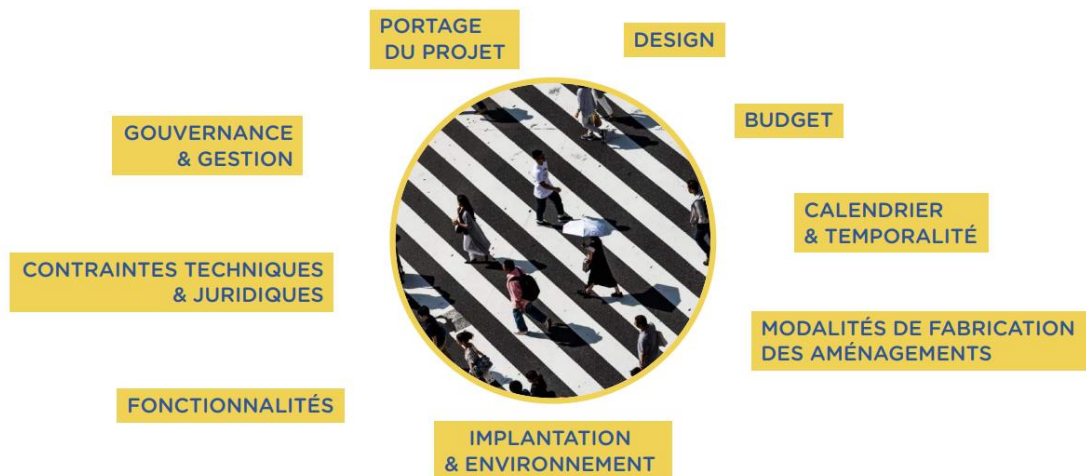 PORTAGE
DU PROJET
DESIGN
BUDGET
GOUVERNANCE
& GESTION
CALENDRIER
& TEMPORALITÉ
CONTRAINTES TECHNIQUES
& JURIDIQUES
MODALITÉS DE FABRICATION
DES AMÉNAGEMENTS
FONCTIONNALITÉS
IMPLANTATION
& ENVIRONNEMENT